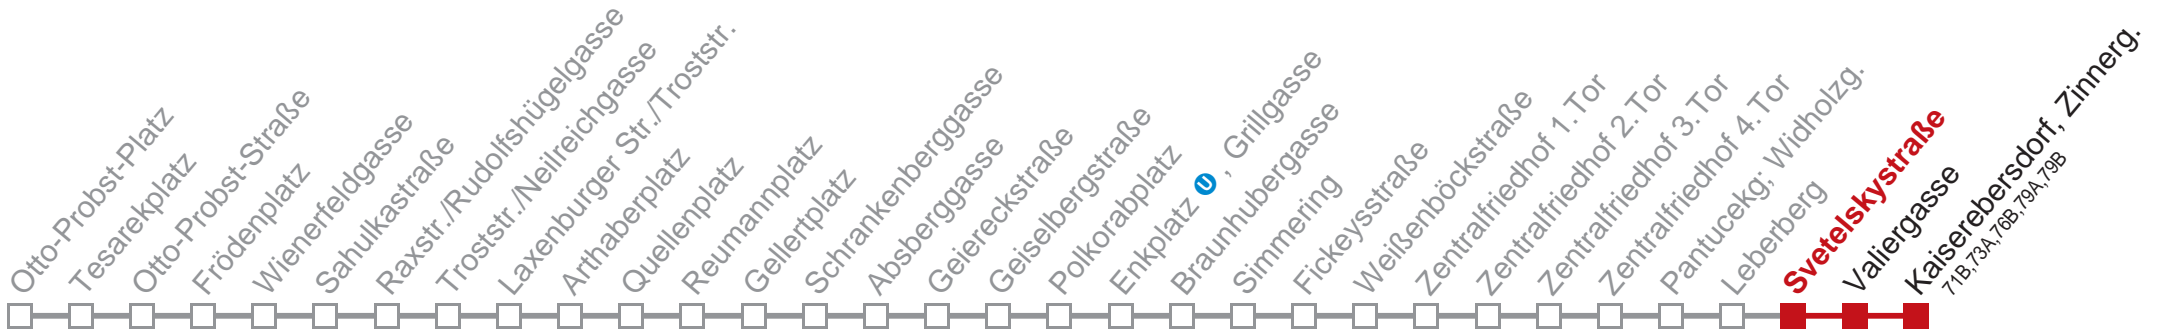 Otto-Probst-Platz
Tesarekplatz
Otto-Probst-Straße
Frödenplatz
Wienerfeldgasse
Sahulkastraße
Raxstr./Rudolfshügelgasse
Troststr./Neilreichgasse
Laxenburger Str./Troststr.
Arthaberplatz
Quellenplatz
Reumannplatz
Gellertplatz
Schrankenberggasse
Absberggasse
Geiereckstraße
Geiselbergstraße
Polkorabplatz
Enkplatz U , Grillgasse
Braunhubergasse
Simmering
Fickeysstraße
Weißenböckstraße
Zentralfriedhof 1.Tor
Zentralfriedhof 2.Tor
Zentralfriedhof 3.Tor
Zentralfriedhof 4.Tor
Pantucekg; Widholzg.
Leberberg
Svetelskystraße
Valiergasse
Kaiserebersdorf, Zinnerg.
71B,73A,76B,79A,79B